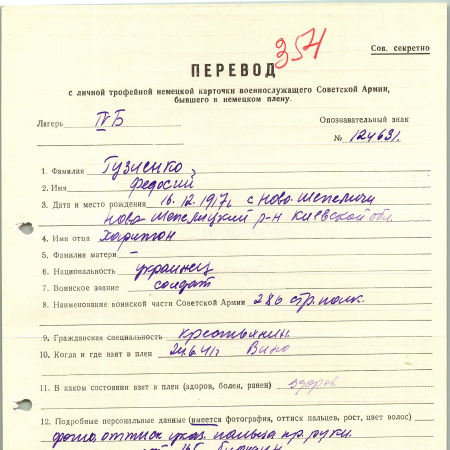 354
Сов. секретно
ПЕРЕВОД
с личной трофейной немецкой карточки военнослужащего Советской Армии,
бывшего в немецком плену.
Лагерь IVБ
Опознавательный знак
№ 124631.
1. Фамилия Гузиенко,
2. Имя Федосий
3. Дата и место рождения 16.12.1917г. с. Ново-Шепеличи
Ново-Шепелицкий р-н Киевской обл.
4. Имя отца Харитон
5. Фамилия матери –
6. Национальность украинец
7. Воинское звание солдат
8. Наименование воинской части Советской Армии 286 стр. полк.
9. Гражданская специальность крестьянин.
10. Когда и где взят в плен 24.6.41г
11. В каком состоянии взят в плен (здоров, болен, ранен) здоров.
12. Подробные персональные данные (имеется фотография, оттиск пальцев, рост, цвет волос)
фото, оттиск указ. пальца пр. руки.